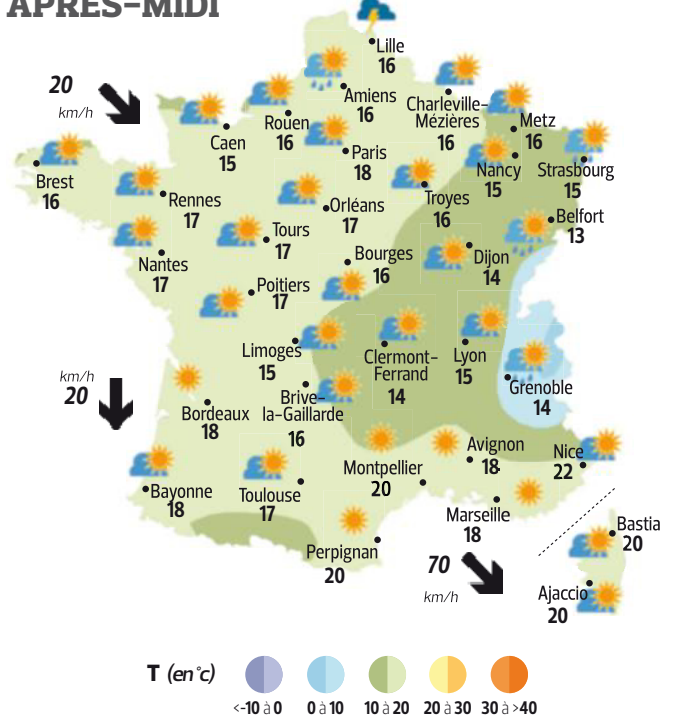 APRÈS-MIDI
Lille
16
20
km/h
Amiens
16
Charleville-
Mézières
16
Metz
16
Rouen
16
Caen
15
Paris
18
Nancy
15
Strasbourg
15
Brest
16
Rennes
17
Orléans
17
Troyes
16
Belfort
13
Tours
17
Nantes
17
Bourges
16
Dijon
14
Poitiers
17
Limoges
15
Clermont-
Ferrand
14
Lyon
15
km/h
20
Brive-
la-Gaillarde
16
Grenoble
14
Bordeaux
18
Avignon
18
Nice
22
Montpellier
20
Bayonne
18
Toulouse
17
Marseille
18
Perpignan
20
Bastia
20
70
km/h
Ajaccio
20
T (en °c)
<-10 à 0
0 à 10
10 à 20
20 à 30
30 à >40